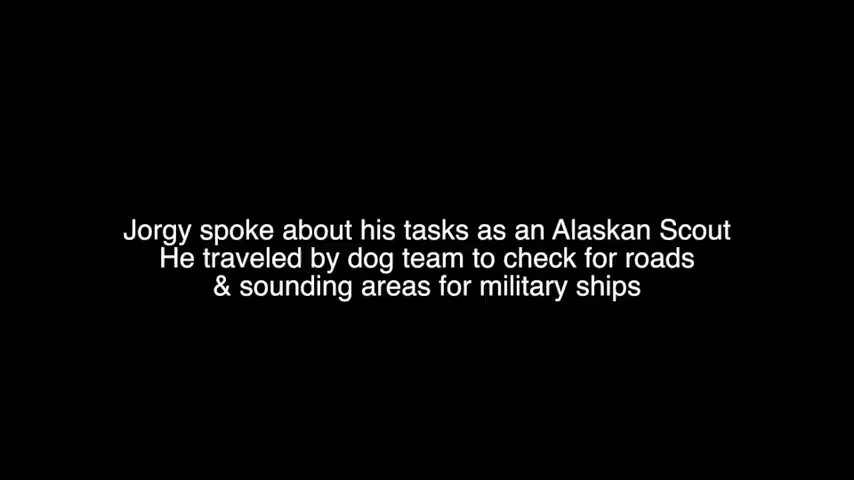 Jorgy spoke about his tasks as an Alaskan Scout
He traveled by dog team to check for roads
& sounding areas for military ships